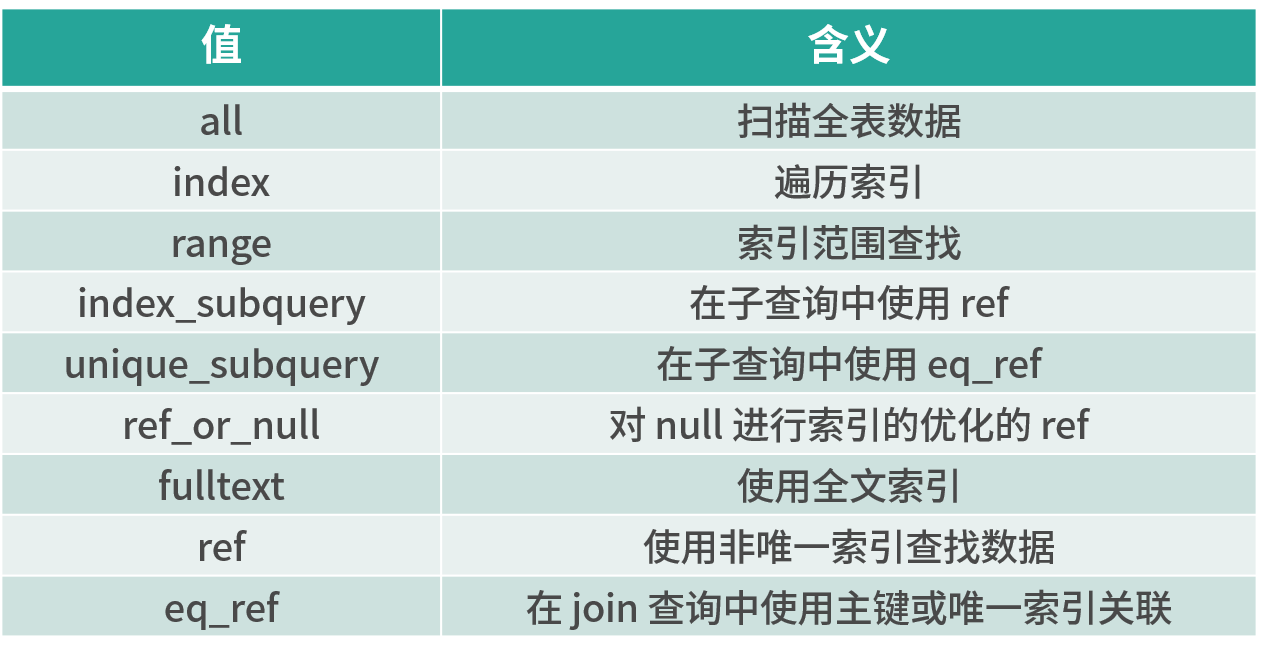 值 含义
all 扫描全表数据
index 遍历索引
range 索引范围查找
index_subquery 在子查询中使用 ref
unique_subquery 在子查询中使用 eq_ref
ref_or_null 对 null 进行索引的优化的 ref
fulltext 使用全文索引
ref 使用非唯一索引查找数据
eq_ref 在 join 查询中使用主键或唯一索引关联